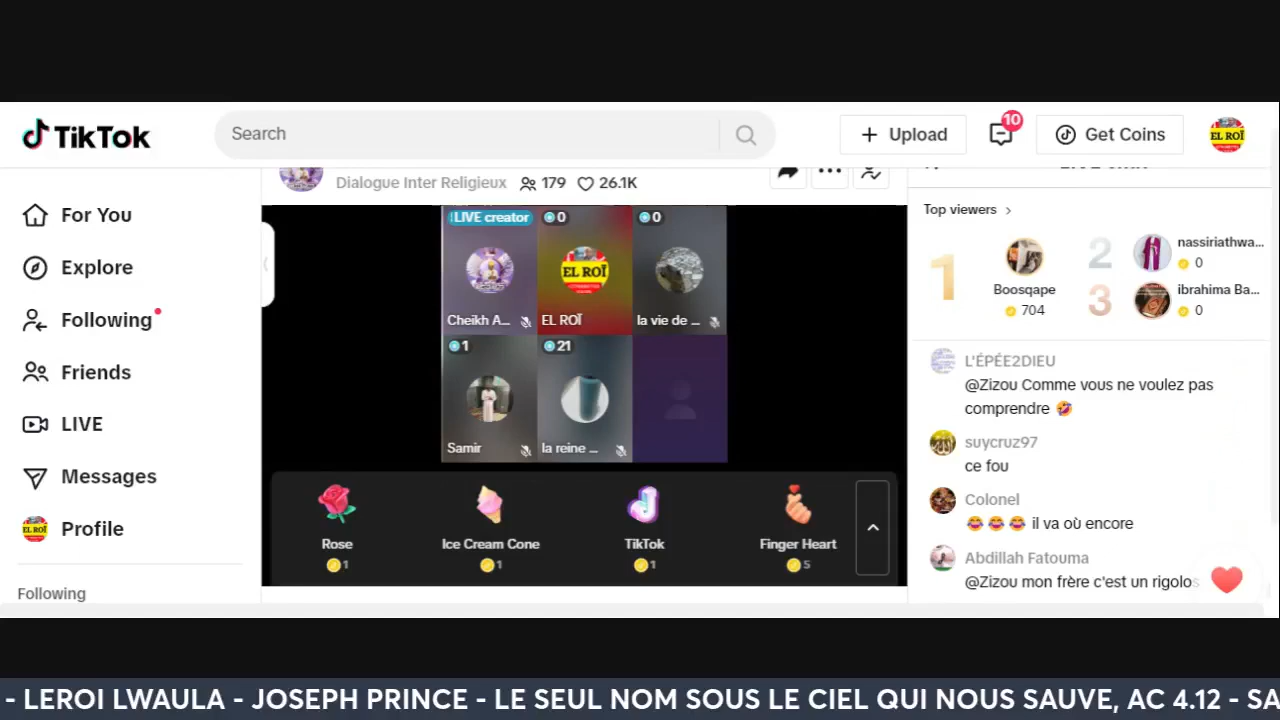 TikTok
Search
Upload
10
Get Coins
EL ROÏ
For You
Explore
Following
Friends
LIVE
Messages
EL ROÏ
Profile
Following
Dialogue Inter Religieux
179
26.1K
LIVE creator
0
0
EL ROÏ
Cheikh A...
EL ROÏ
la vie de ...
1
21
Samir
la reine ...
Rose
1
Ice Cream Cone
1
TikTok
1
Finger Heart
5
Top viewers
1
Boosqape
704
2
nassiriathwa...
0
3
ibrahima Ba...
0
L'ÉPÉE2DIEU
@Zizou Comme vous ne voulez pas
comprendre 🤣
suycruz97
ce fou
Colonel
😂 😂 😂 il va où encore
Abdillah Fatouma
@Zizou mon frère c'est un rigolos
- LEROI LWAULA - JOSEPH PRINCE - LE SEUL NOM SOUS LE CIEL QUI NOUS SAUVE, AC 4.12 - SA